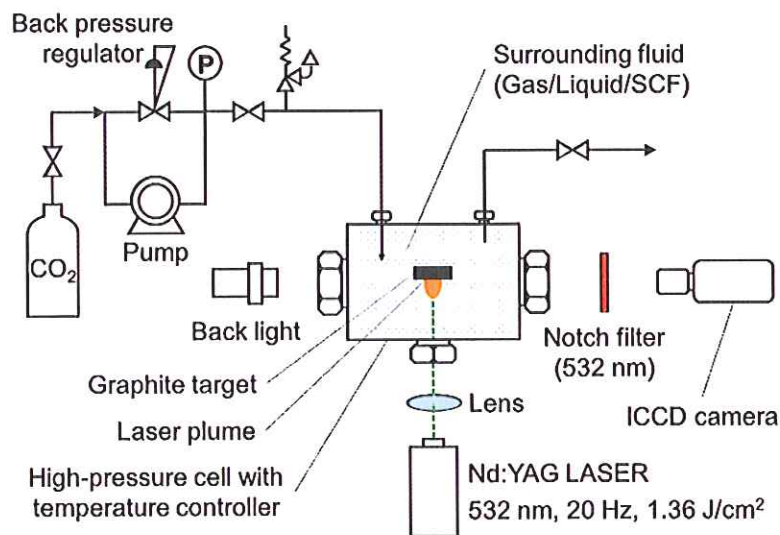 Back pressure
regulator
P
Surrounding fluid
(Gas/Liquid/SCF)
CO₂
Pump
Back light
Notch filter
(532 nm)
ICCD camera
Graphite target
Lens
Laser plume
High-pressure cell with
temperature controller
Nd:YAG LASER
532 nm, 20 Hz, 1.36 J/cm²